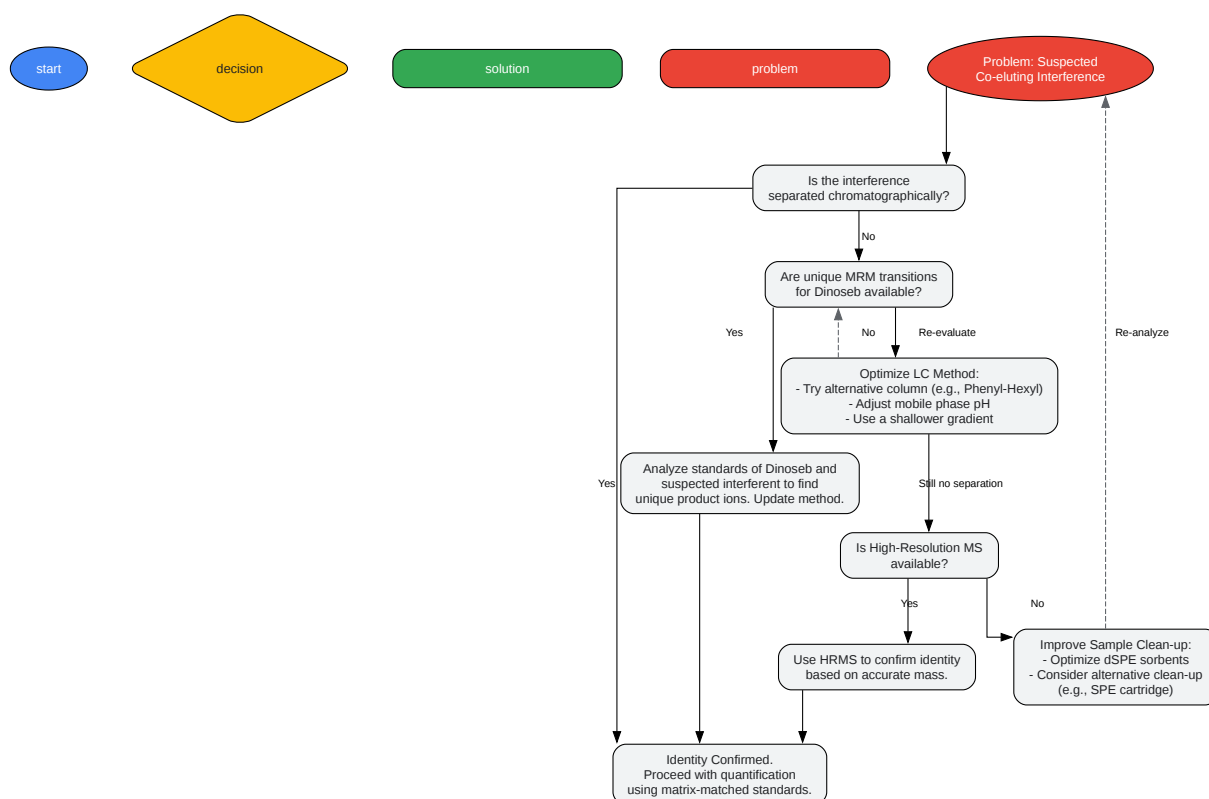 start
decision
solution
problem
Problem: Suspected
Co-eluting Interference
Is the interference
separated chromatographically?
No
Are unique MRM transitions
for Dinoseb available?
Yes
No
Re-evaluate
Re-analyze
Optimize LC Method:
- Try alternative column (e.g., Phenyl-Hexyl)
- Adjust mobile phase pH
- Use a shallower gradient
Yes
Analyze standards of Dinoseb and
suspected interferent to find
unique product ions. Update method.
Still no separation
Is High-Resolution MS
available?
Yes
No
Use HRMS to confirm identity
based on accurate mass.
Improve Sample Clean-up:
- Optimize dSPE sorbents
- Consider alternative clean-up
(e.g., SPE cartridge)
Identity Confirmed.
Proceed with quantification
using matrix-matched standards.